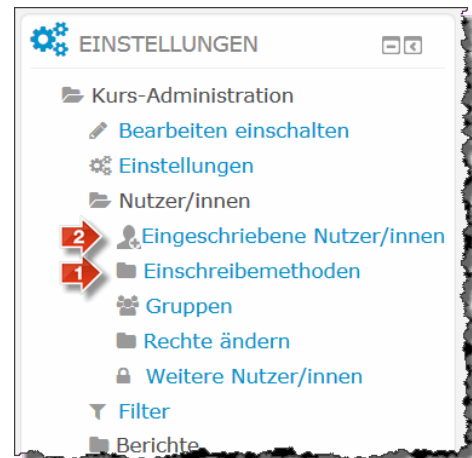 EINSTELLUNGEN
Kurs-Administration
Bearbeiten einschalten
Einstellungen
Nutzer/innen
2 Eingeschriebene Nutzer/innen
1 Einschreibemethoden
Gruppen
Rechte ändern
Weitere Nutzer/innen
Filter
Berichte